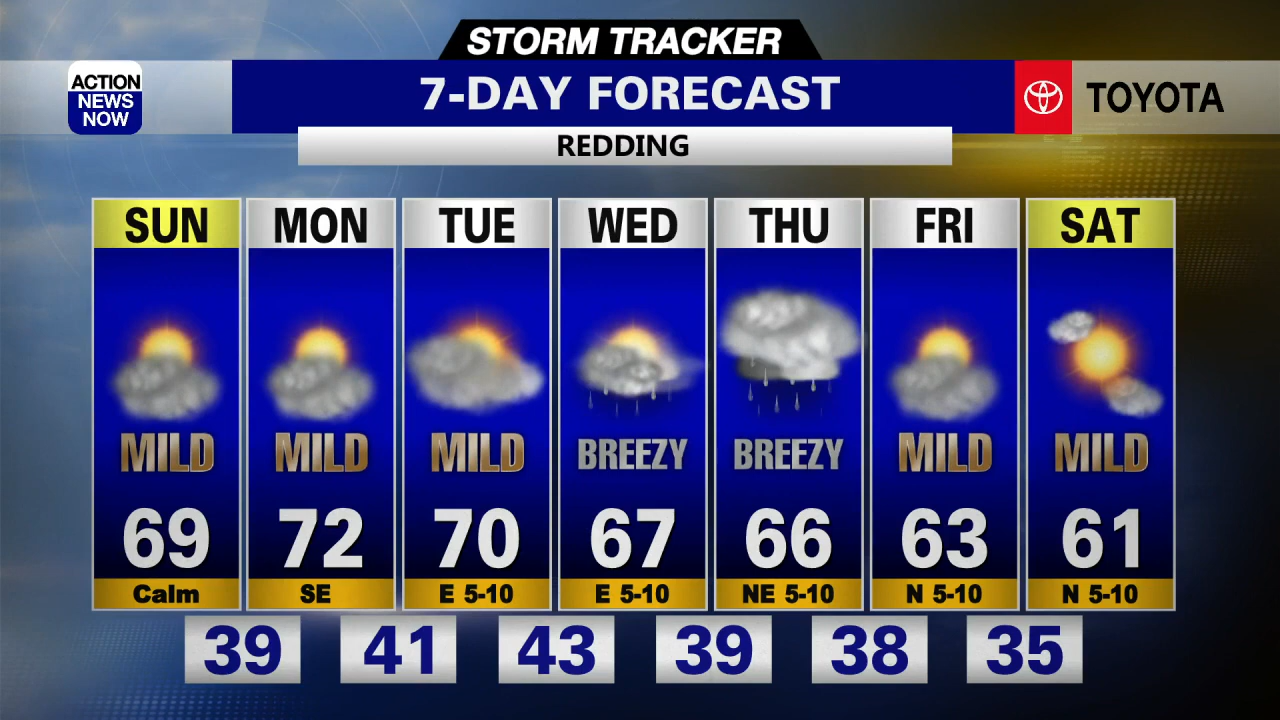 STORM TRACKER
ACTION
NEWS
NOW
7-DAY FORECAST
TOYOTA
REDDING
SUN MON TUE WED THU FRI SAT
MILD MILD MILD BREEZY BREEZY MILD MILD
69 72 70 67 66 63 61
Calm SE E 5-10 E 5-10 NE 5-10 N 5-10 N 5-10
39 41 43 39 38 35